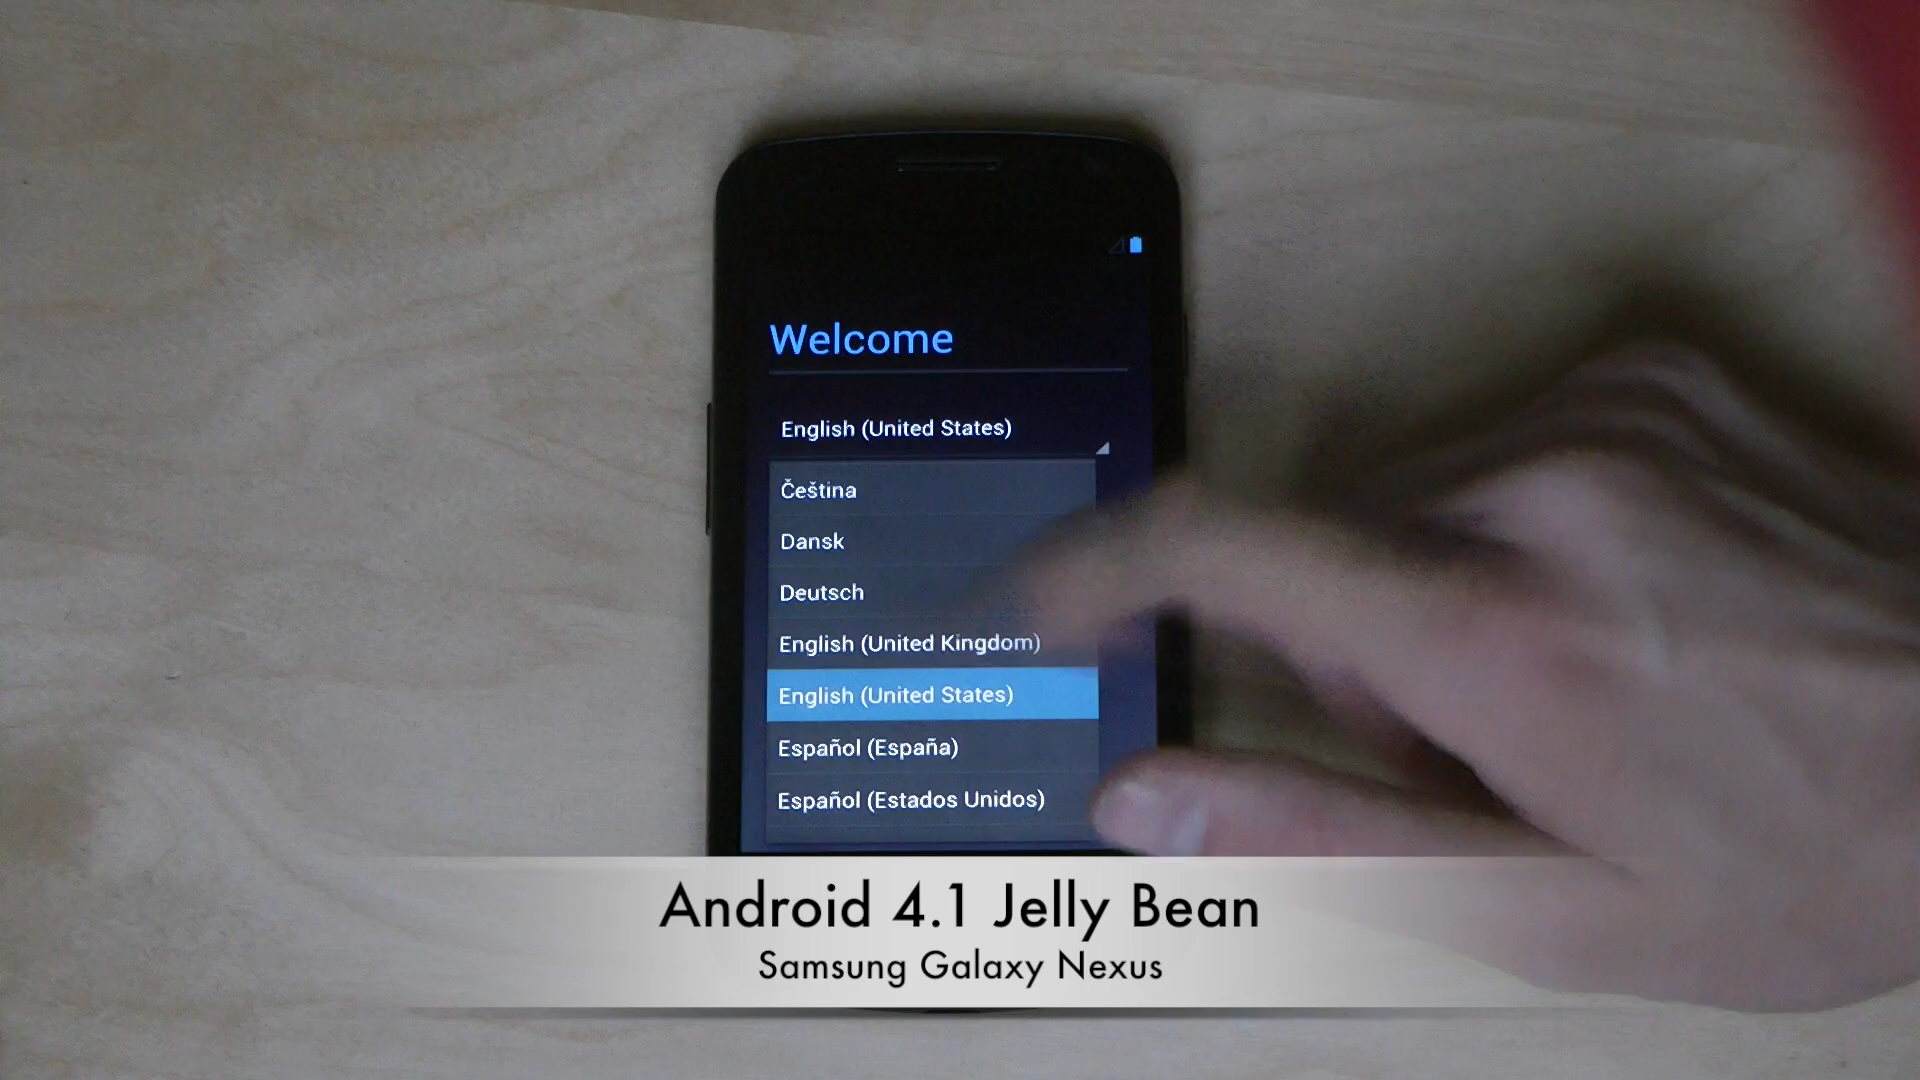 Welcome
English (United States)
Čeština
Dansk
Deutsch
English (United Kingdom)
English (United States)
Español (España)
Español (Estados Unidos)
Android 4.1 Jelly Bean
Samsung Galaxy Nexus